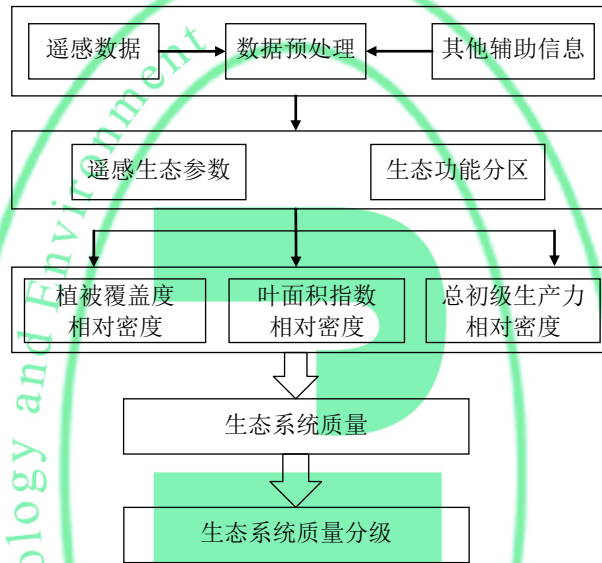 遥感数据
数据预处理
其他辅助信息
遥感生态参数
生态功能分区
植被覆盖度
相对密度
叶面积指数
相对密度
总初级生产力
相对密度
生态系统质量
生态系统质量分级
ology and Environment